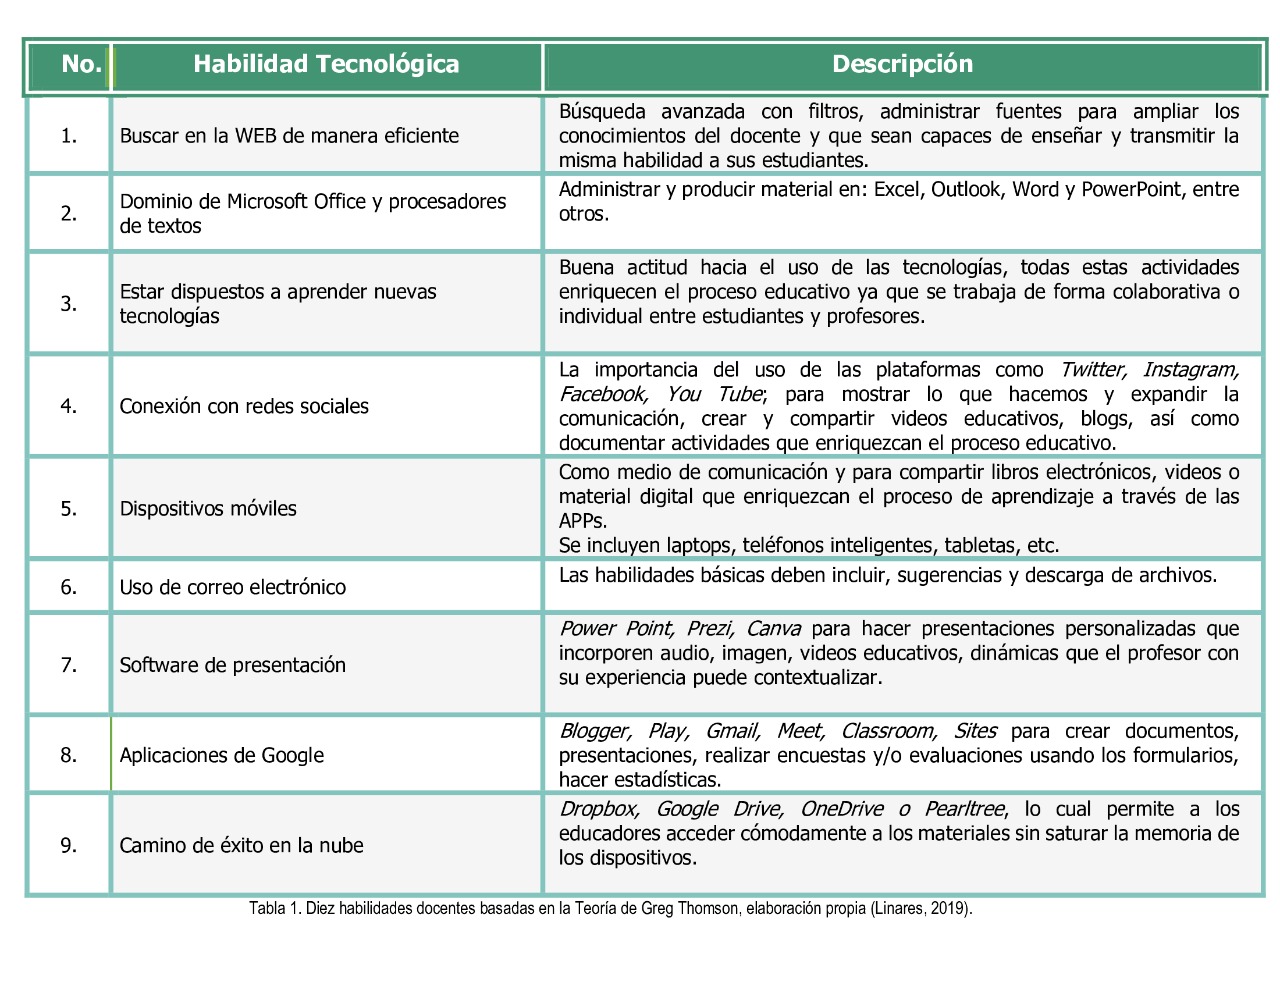 No. Habilidad Tecnológica Descripción
1. Buscar en la WEB de manera eficiente
Búsqueda avanzada con filtros, administrar fuentes para ampliar los
conocimientos del docente y que sean capaces de enseñar y transmitir la
misma habilidad a sus estudiantes.
2. Dominio de Microsoft Office y procesadores
de textos
Administrar y producir material en: Excel, Outlook, Word y PowerPoint, entre
otros.
3. Estar dispuestos a aprender nuevas
tecnologías
Buena actitud hacia el uso de las tecnologías, todas estas actividades
enriquecen el proceso educativo ya que se trabaja de forma colaborativa o
individual entre estudiantes y profesores.
4. Conexión con redes sociales
La importancia del uso de las plataformas como Twitter, Instagram,
Facebook, You Tube; para mostrar lo que hacemos y expandir la
comunicación, crear y compartir videos educativos, blogs, así como
documentar actividades que enriquezcan el proceso educativo.
5. Dispositivos móviles
Como medio de comunicación y para compartir libros electrónicos, videos o
material digital que enriquezcan el proceso de aprendizaje a través de las
APPs.
Se incluyen laptops, teléfonos inteligentes, tabletas, etc.
6. Uso de correo electrónico
Las habilidades básicas deben incluir, sugerencias y descarga de archivos.
7. Software de presentación
Power Point, Prezi, Canva para hacer presentaciones personalizadas que
incorporen audio, imagen, videos educativos, dinámicas que el profesor con
su experiencia puede contextualizar.
8. Aplicaciones de Google
Blogger, Play, Gmail, Meet, Classroom, Sites para crear documentos,
presentaciones, realizar encuestas y/o evaluaciones usando los formularios,
hacer estadísticas.
9. Camino de éxito en la nube
Dropbox, Google Drive, OneDrive o Pearltree, lo cual permite a los
educadores acceder cómodamente a los materiales sin saturar la memoria de
los dispositivos.
Tabla 1. Diez habilidades docentes basadas en la Teoría de Greg Thomson, elaboración propia (Linares, 2019).